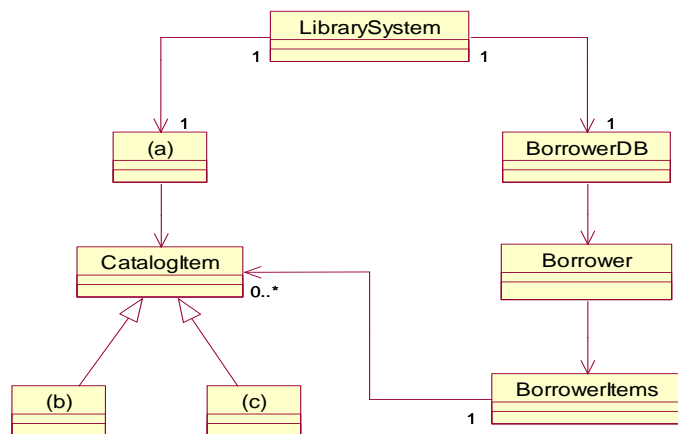 LibrarySystem
1
1
1
1
(a)
BorrowerDB
CatalogItem
Borrower
0..*
(b)
(c)
BorrowerItems
1